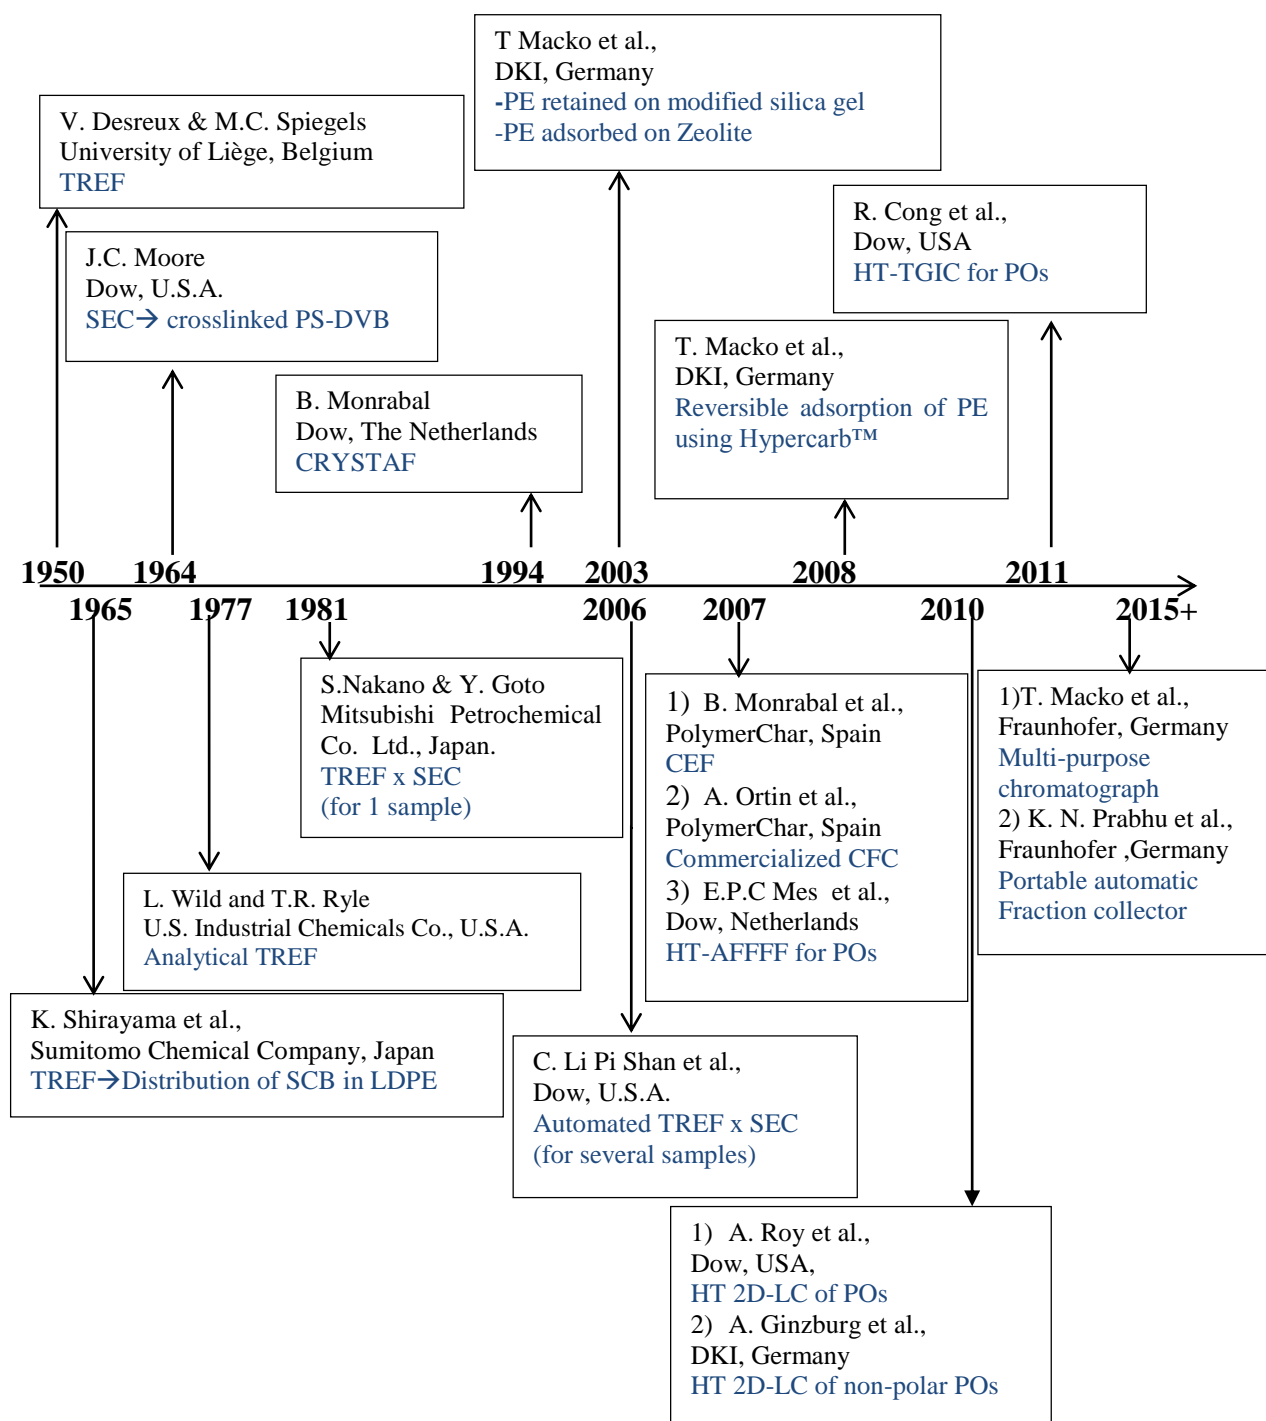 T Macko et al.,
DKI, Germany
-PE retained on modified silica gel
-PE adsorbed on Zeolite
V. Desreux & M.C. Spiegels
University of Liège, Belgium
TREF
R. Cong et al.,
Dow, USA
HT-TGIC for POs
J.C. Moore
Dow, U.S.A.
SEC→ crosslinked PS-DVB
T. Macko et al.,
DKI, Germany
Reversible adsorption of PE
using Hypercarb™
B. Monrabal
Dow, The Netherlands
CRYSTAF
1950 1964 1994 2003 2008 2011
1965 1977 1981 2006 2007 2010 2015+
S.Nakano & Y. Goto
Mitsubishi Petrochemical
Co. Ltd., Japan.
TREF x SEC
(for 1 sample)
1) B. Monrabal et al.,
PolymerChar, Spain
CEF
2) A. Ortin et al.,
PolymerChar, Spain
Commercialized CFC
3) E.P.C Mes et al.,
Dow, Netherlands
HT-AFFFF for POs
1)T. Macko et al.,
Fraunhofer, Germany
Multi-purpose
chromatograph
2) K. N. Prabhu et al.,
Fraunhofer ,Germany
Portable automatic
Fraction collector
L. Wild and T.R. Ryle
U.S. Industrial Chemicals Co., U.S.A.
Analytical TREF
K. Shirayama et al.,
Sumitomo Chemical Company, Japan
TREF→Distribution of SCB in LDPE
C. Li Pi Shan et al.,
Dow, U.S.A.
Automated TREF x SEC
(for several samples)
1) A. Roy et al.,
Dow, USA,
HT 2D-LC of POs
2) A. Ginzburg et al.,
DKI, Germany
HT 2D-LC of non-polar POs